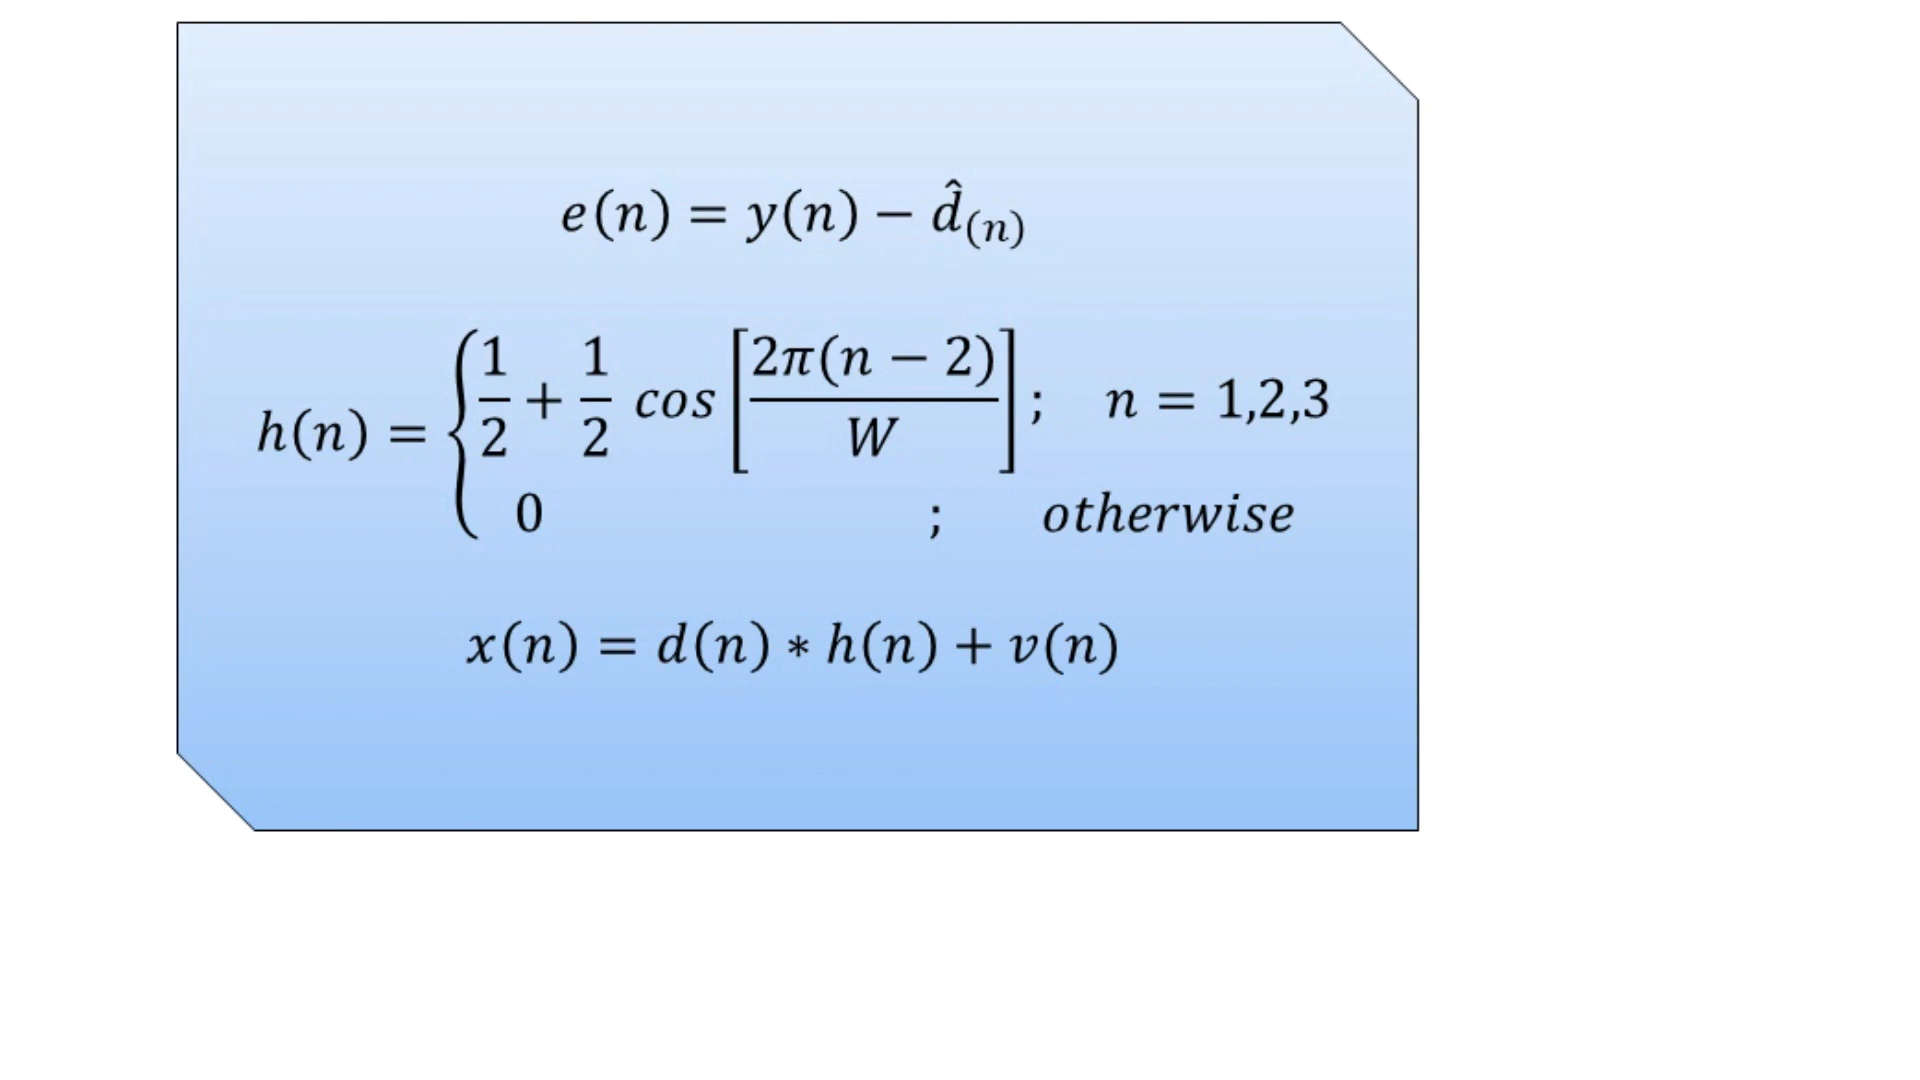 e(n) = y(n) − d̂₍ₙ₎
h(n) = { 1/2 + 1/2 cos [2π(n − 2)/W] ; n = 1,2,3
0 ; otherwise
x(n) = d(n) * h(n) + v(n)